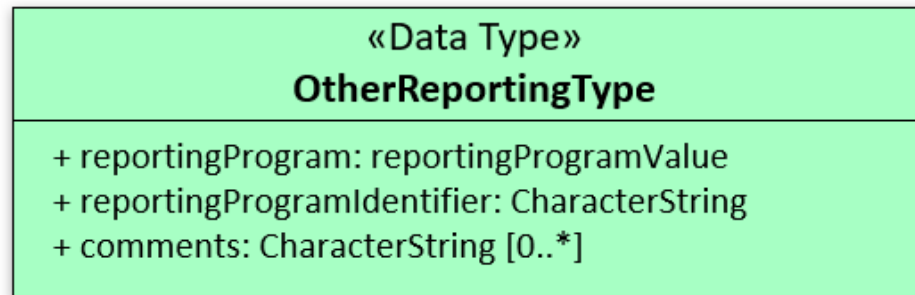 «Data Type»
OtherReportingType
+ reportingProgram: reportingProgramValue
+ reportingProgramIdentifier: CharacterString
+ comments: CharacterString [0..*]